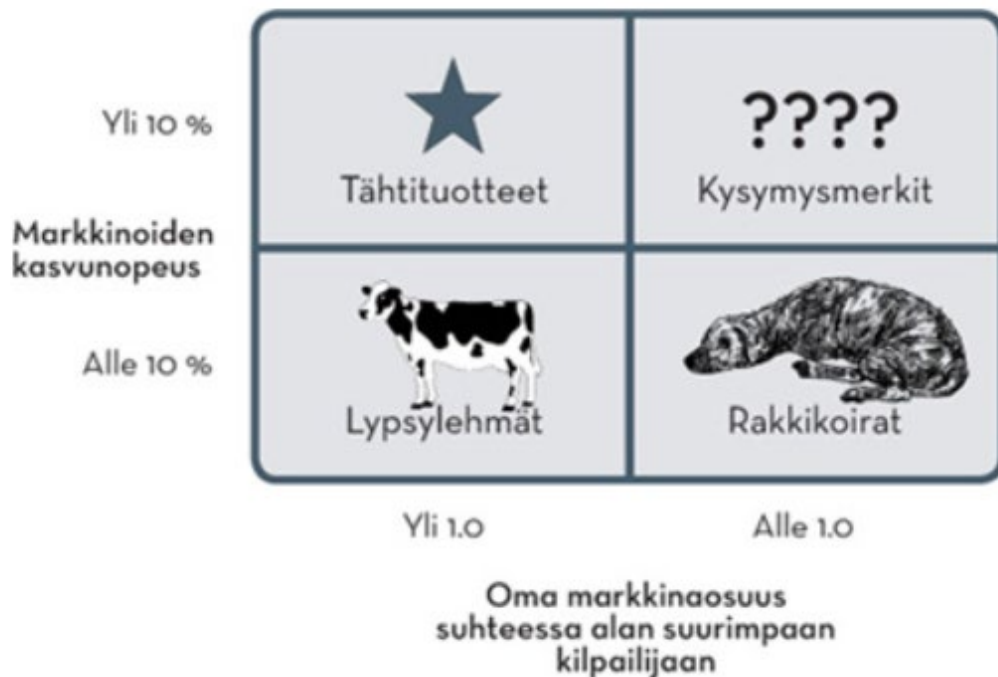 Yli 10 %
????
Tähtituotteet
Kysymysmerkit
Markkinoiden
kasvunopeus
Alle 10 %
Lypsylehmät
Rakkikoirat
Yli 1.0
Alle 1.0
Oma markkinaosuus
suhteessa alan suurimpaan
kilpailijaan